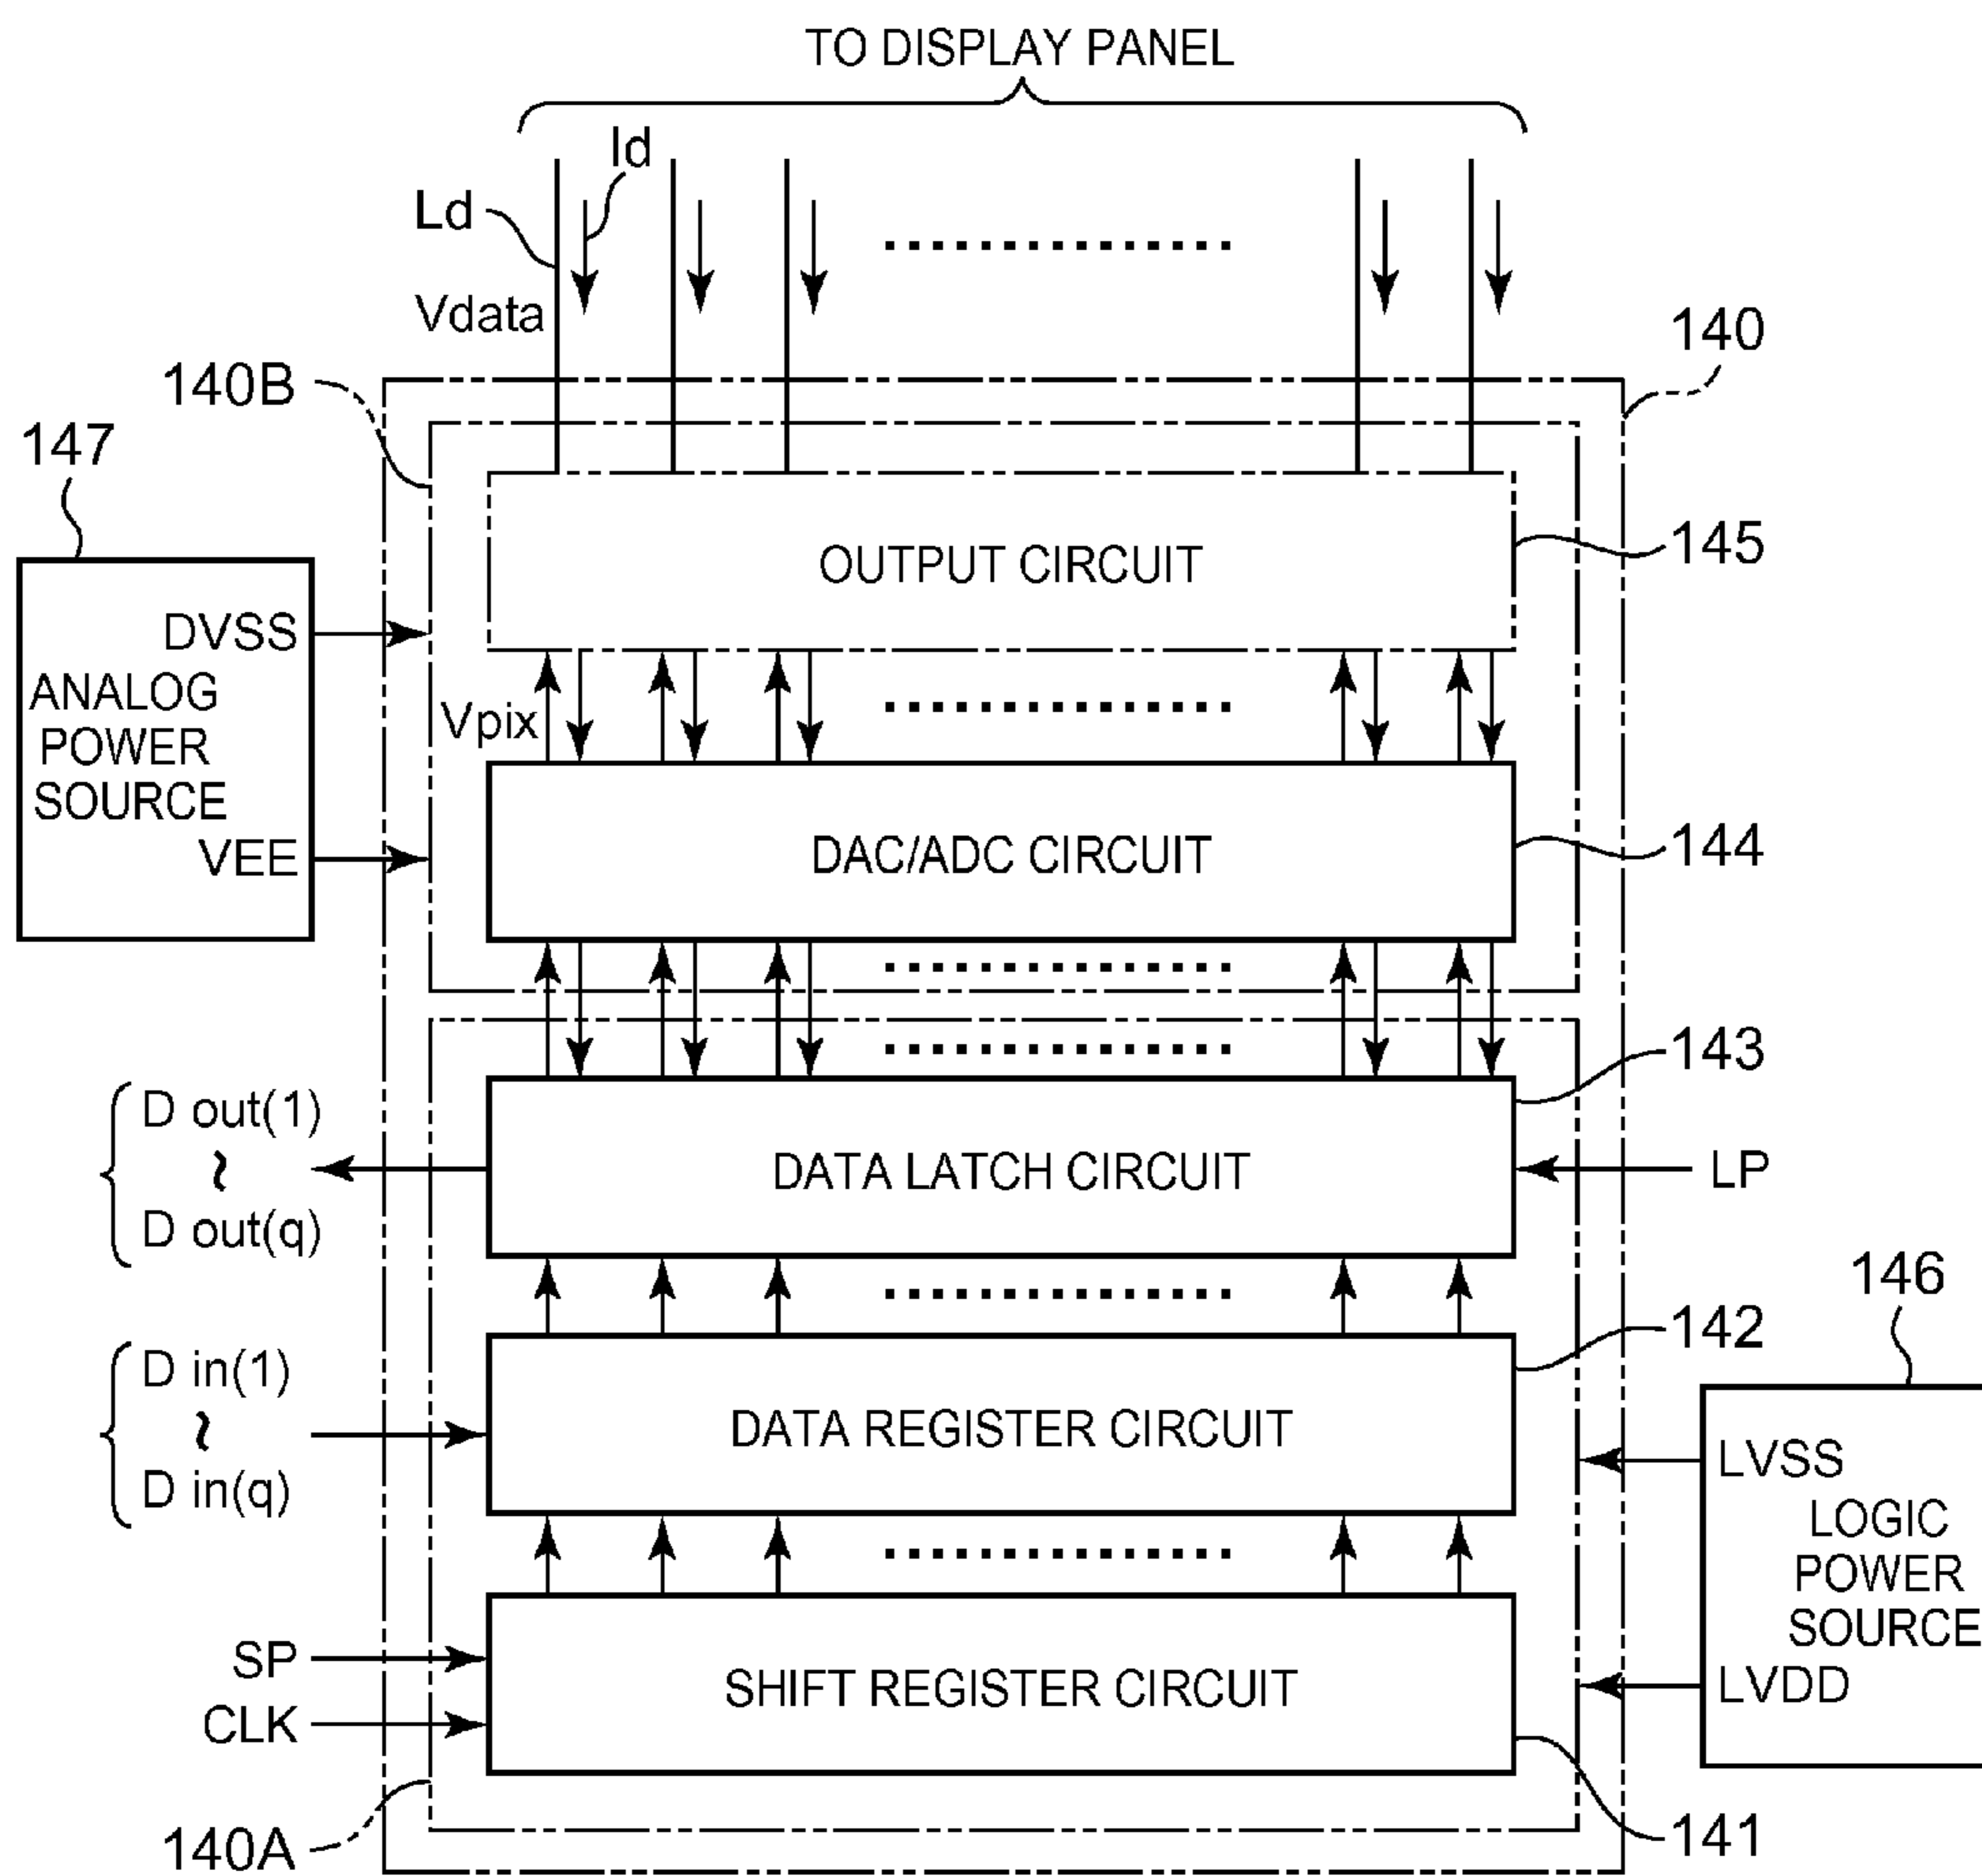 TO DISPLAY PANEL
Id
Ld
Vdata
140
140B
147
145
OUTPUT CIRCUIT
DVSS
ANALOG
POWER
SOURCE
VEE
Vpix
144
DAC/ADC CIRCUIT
143
D out(1)
~
D out(q)
DATA LATCH CIRCUIT
LP
146
142
D in(1)
~
D in(q)
DATA REGISTER CIRCUIT
LVSS
LOGIC
POWER
SOURCE
LVDD
SP
CLK
SHIFT REGISTER CIRCUIT
140A
141